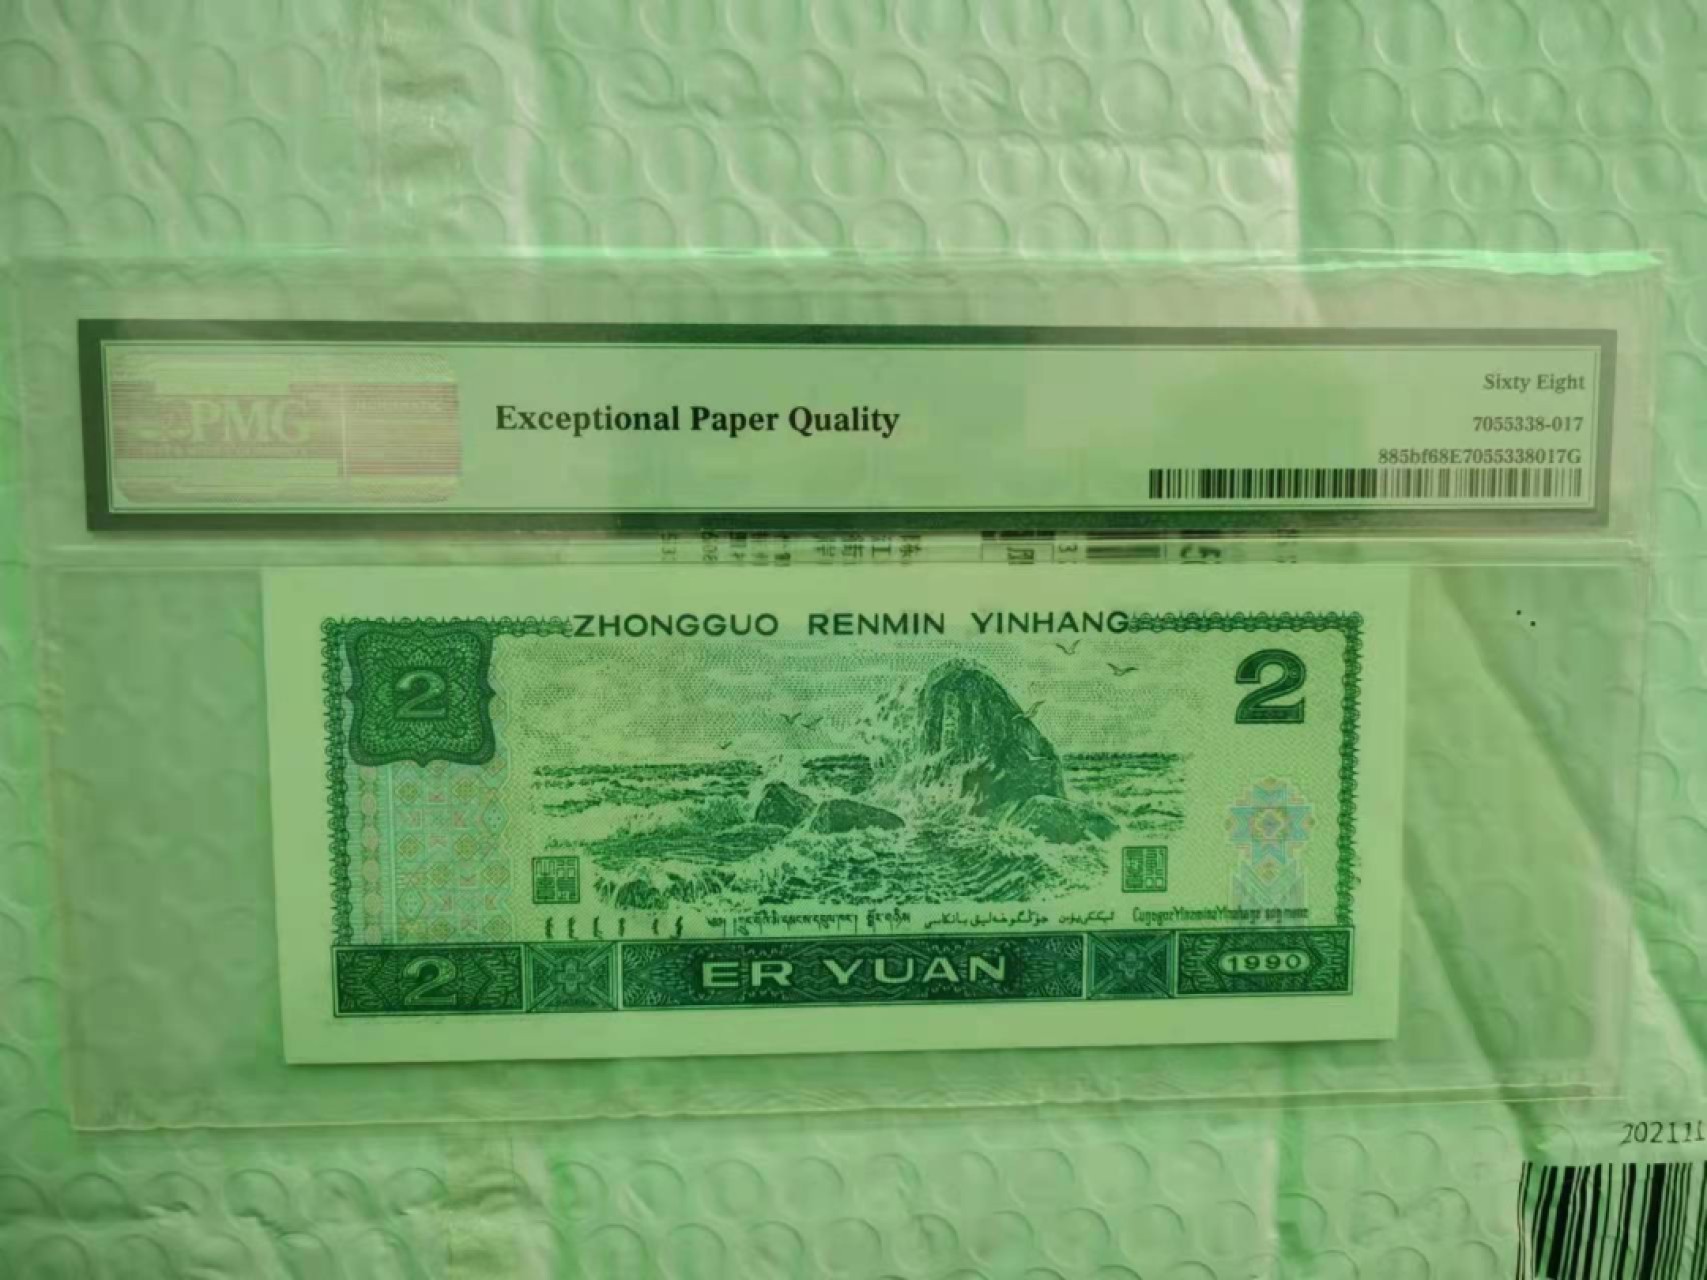 PMG
Exceptional Paper Quality
Sixty Eight
7055338-017
885bf68E7055338017G
ZHONGGUO RENMIN YINHANG
2
2
2
ER YUAN
1990
202111